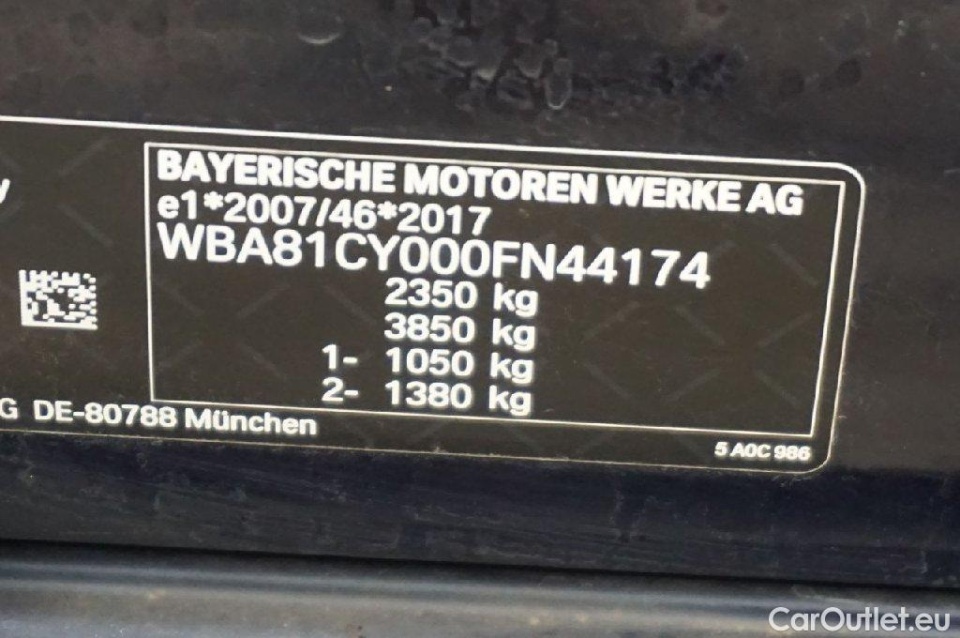 BAYERISCHE MOTOREN WERKE AG
e1*2007/46*2017
WBA81CY000FN44174
2350 kg
3850 kg
1- 1050 kg
2- 1380 kg
G DE-80788 München
5 A0C 986
CarOutlet.eu